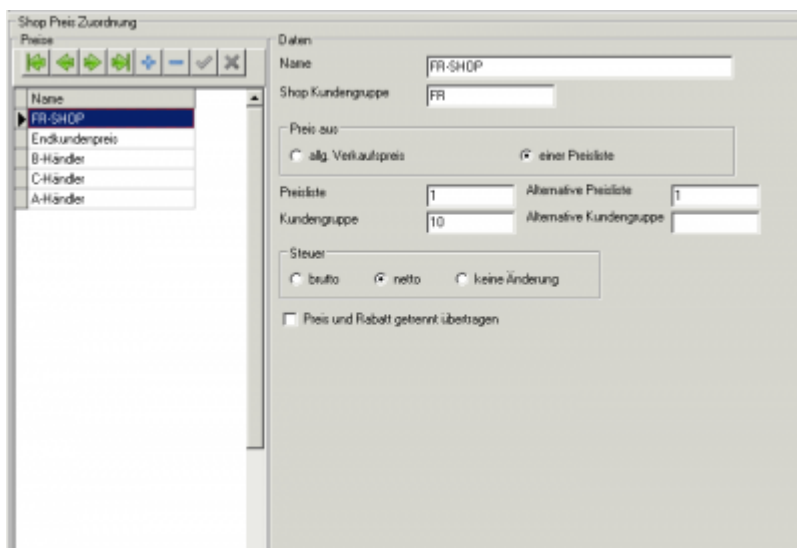 Shop Preis Zuordnung
Preise
Name
FR-SHOP
Endkundenpreis
B-Händler
C-Händler
A-Händler
Daten
Name FR-SHOP
Shop Kundengruppe FR
Preis aus
allg. Verkaufspreis einer Preisliste
Preisliste 1 Alternative Preisliste 1
Kundengruppe 10 Alternative Kundengruppe
Steuer
brutto netto keine Änderung
Preis und Rabatt getrennt übertragen